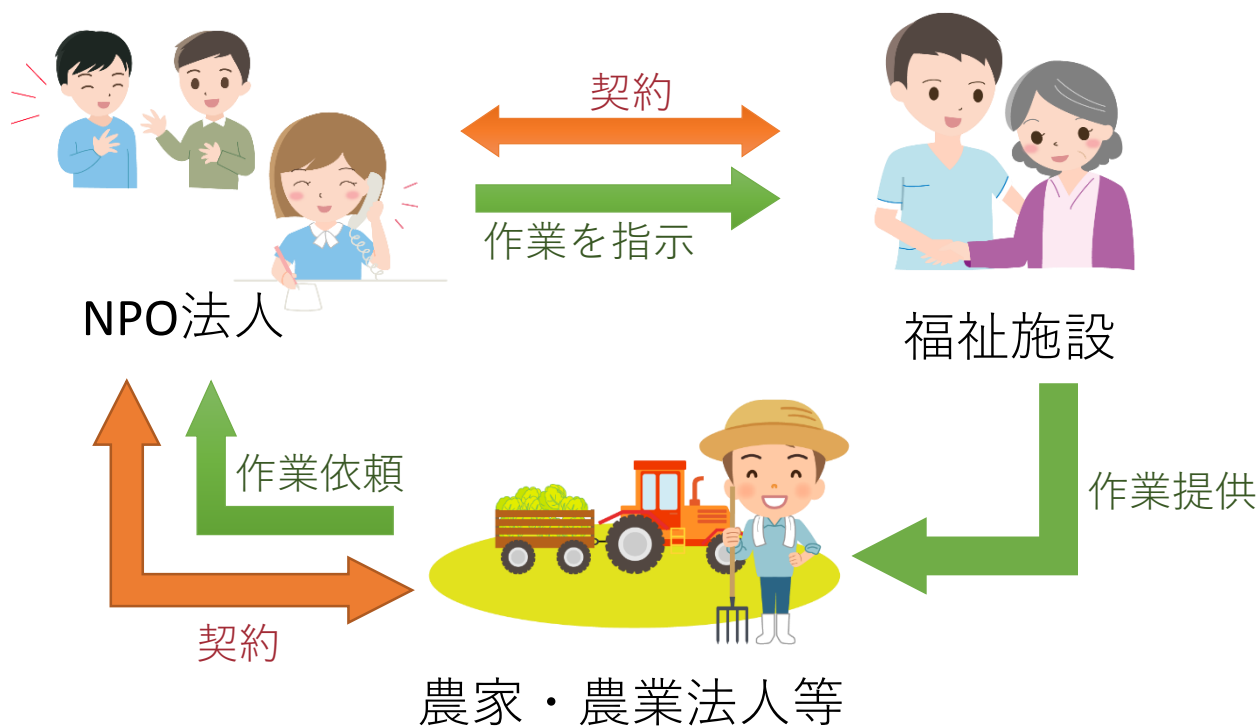 契約
作業を指示
NPO法人
福祉施設
作業依頼
作業提供
契約
農家・農業法人等